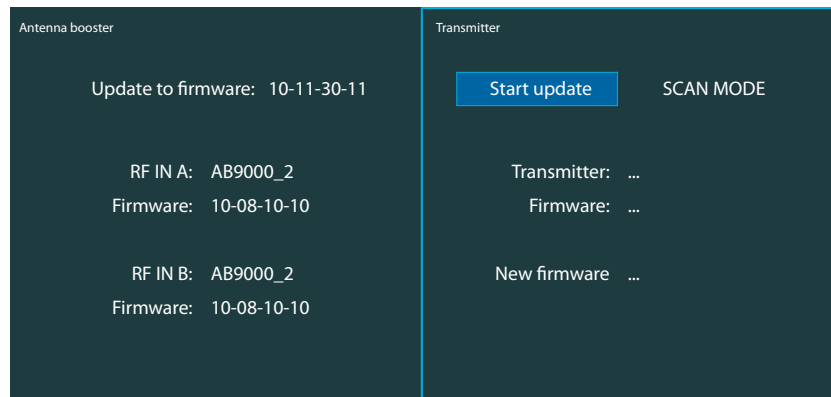 Antenna booster
Update to firmware: 10-11-30-11
RF IN A: AB9000_2
Firmware: 10-08-10-10
RF IN B: AB9000_2
Firmware: 10-08-10-10
Transmitter
Start update SCAN MODE
Transmitter: ...
Firmware: ...
New firmware ...